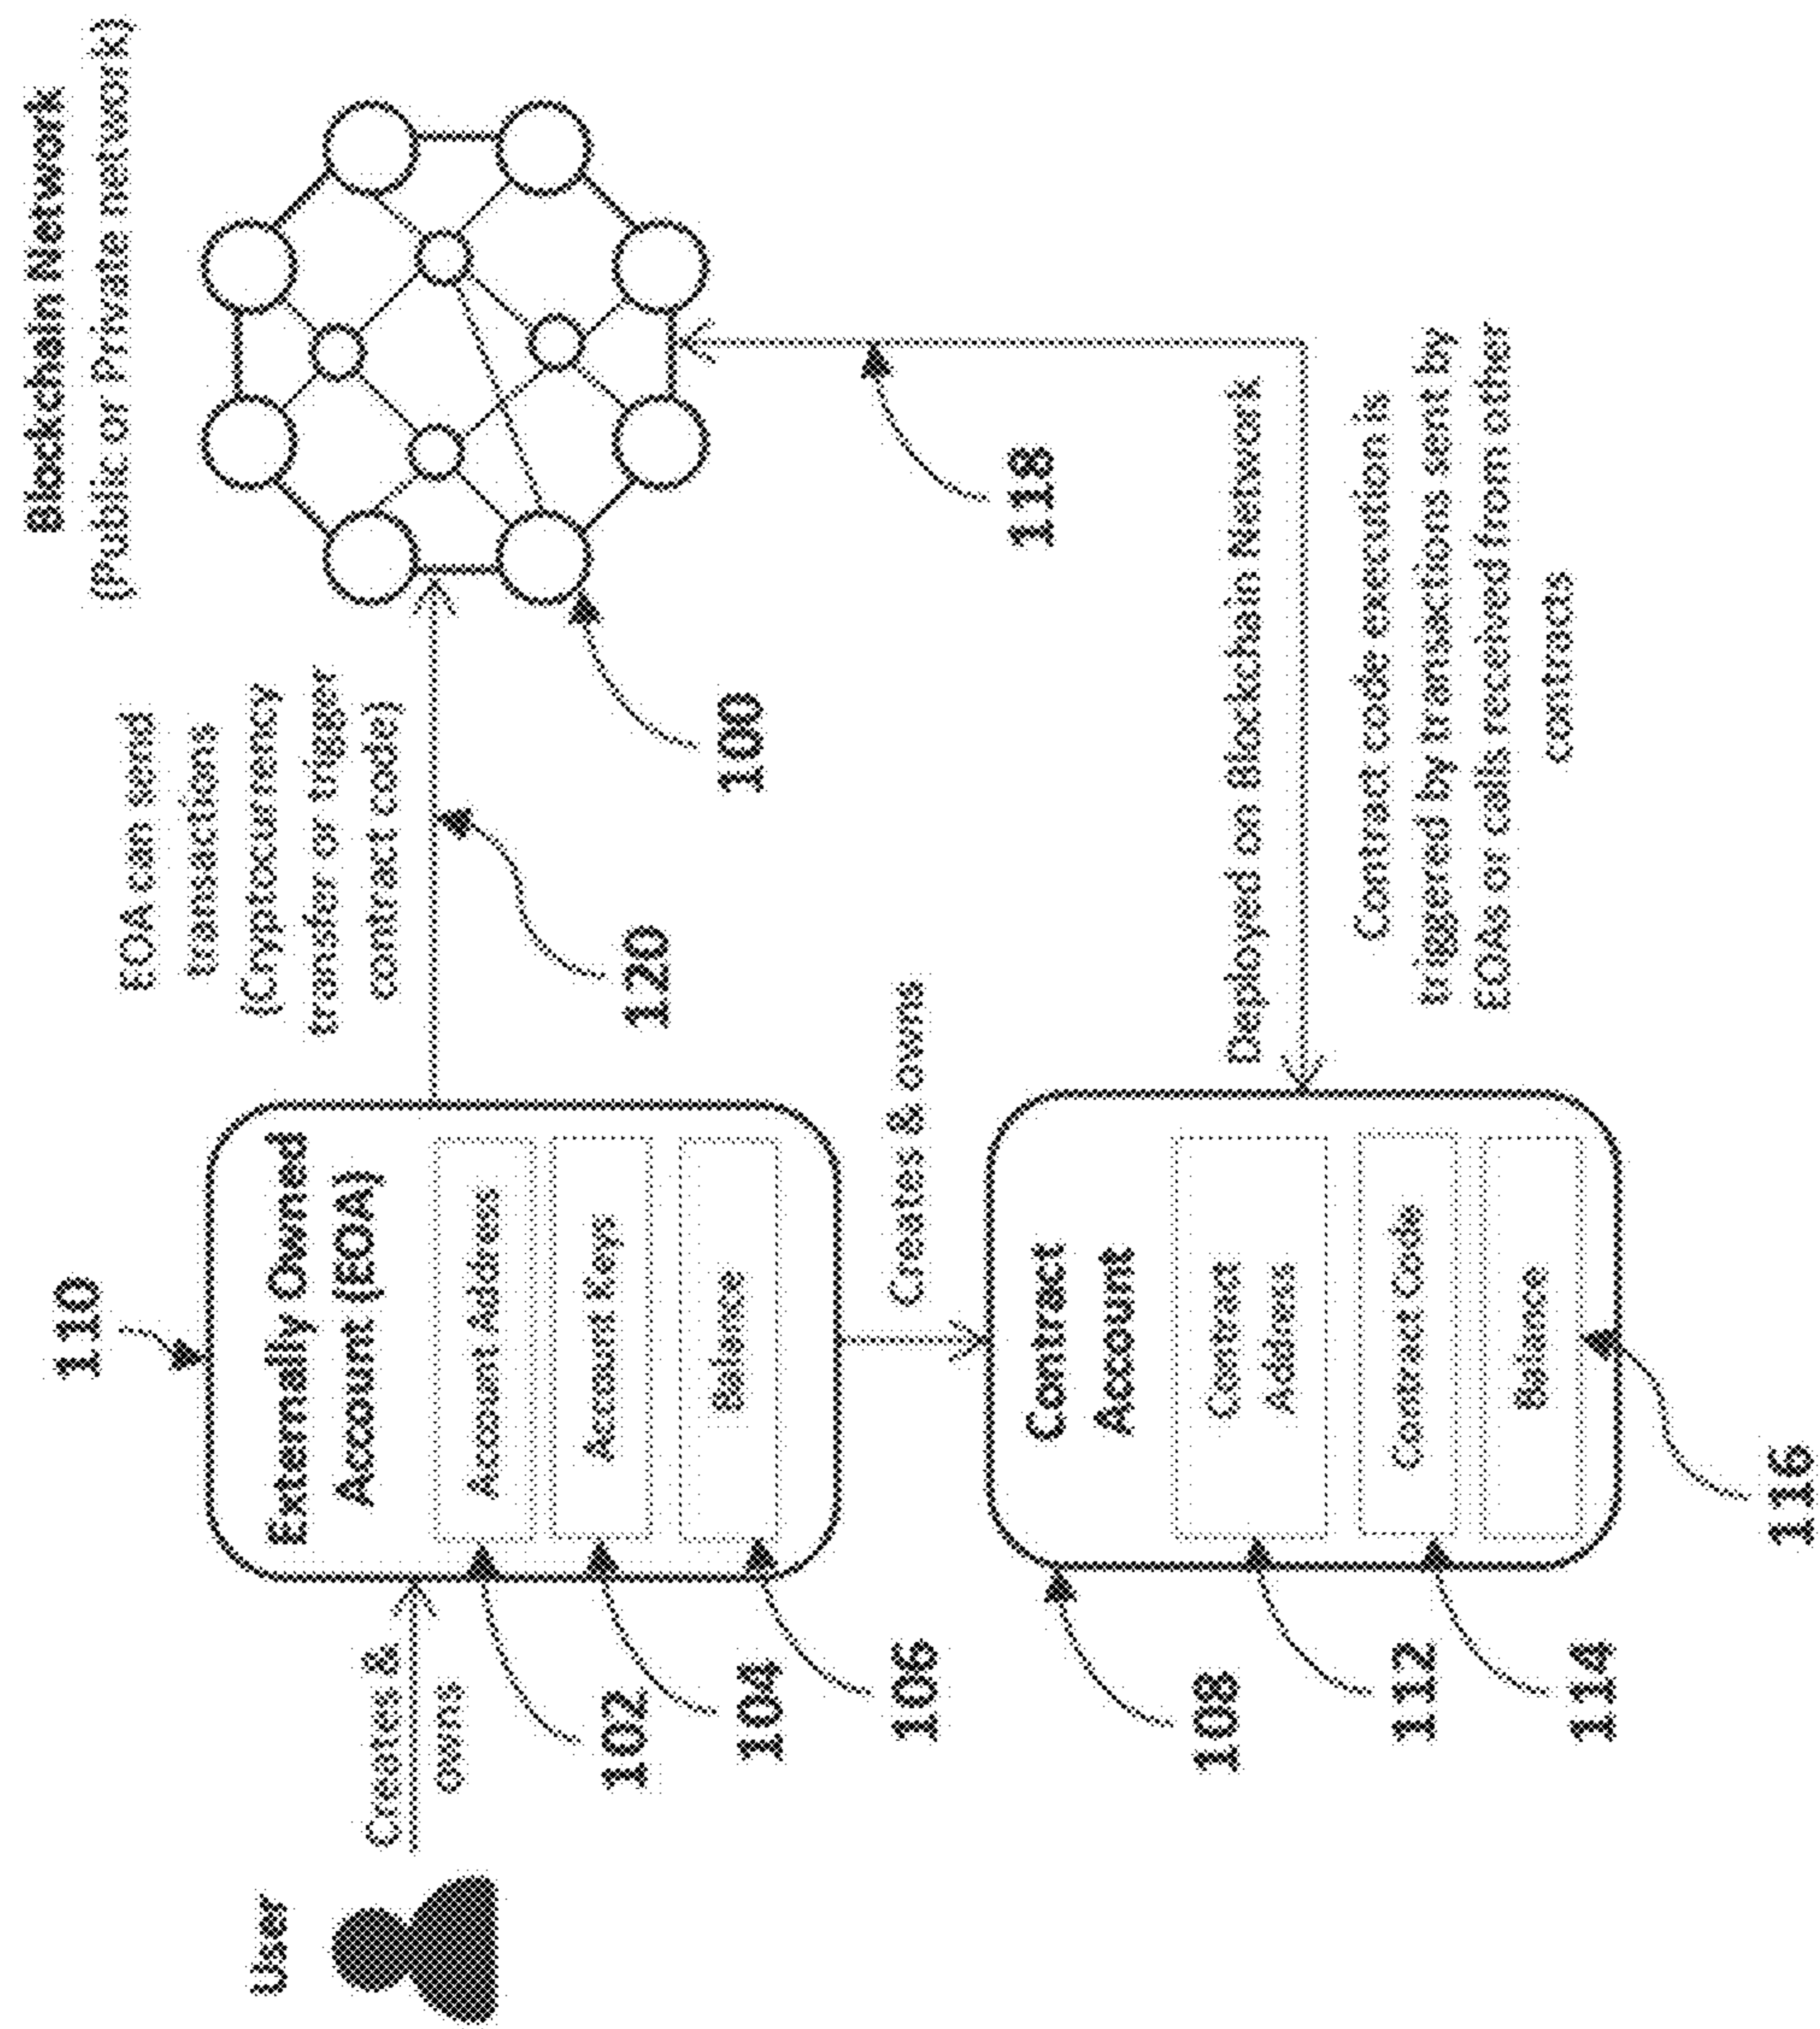 User
Creates &
owns
110
Externally Owned
Account (EOA)
Account Address
Account Keys
Balance
102
104
106
EOA can send
transactions
(Cryptocurrency
transfer or trigger
contract code)
120
Blockchain Network
(Public or Private network)
100
118
Creates & owns
Contract
Account
Contract
Address
Contract Code
Balance
108
112
114
116
Deployed on Blockchain Network
Contract code execution is
triggered by transactions sent by
EOAs or calls received from other
contracts